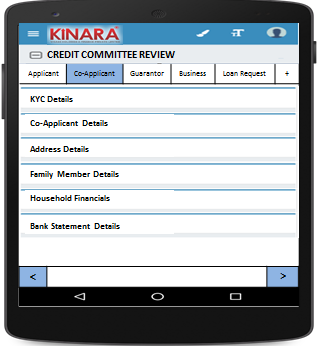 KINARA
CREDIT COMMITTEE REVIEW
Applicant Co-Applicant Guarantor Business Loan Request +
KYC Details
Co-Applicant Details
Address Details
Family Member Details
Household Financials
Bank Statement Details
< >